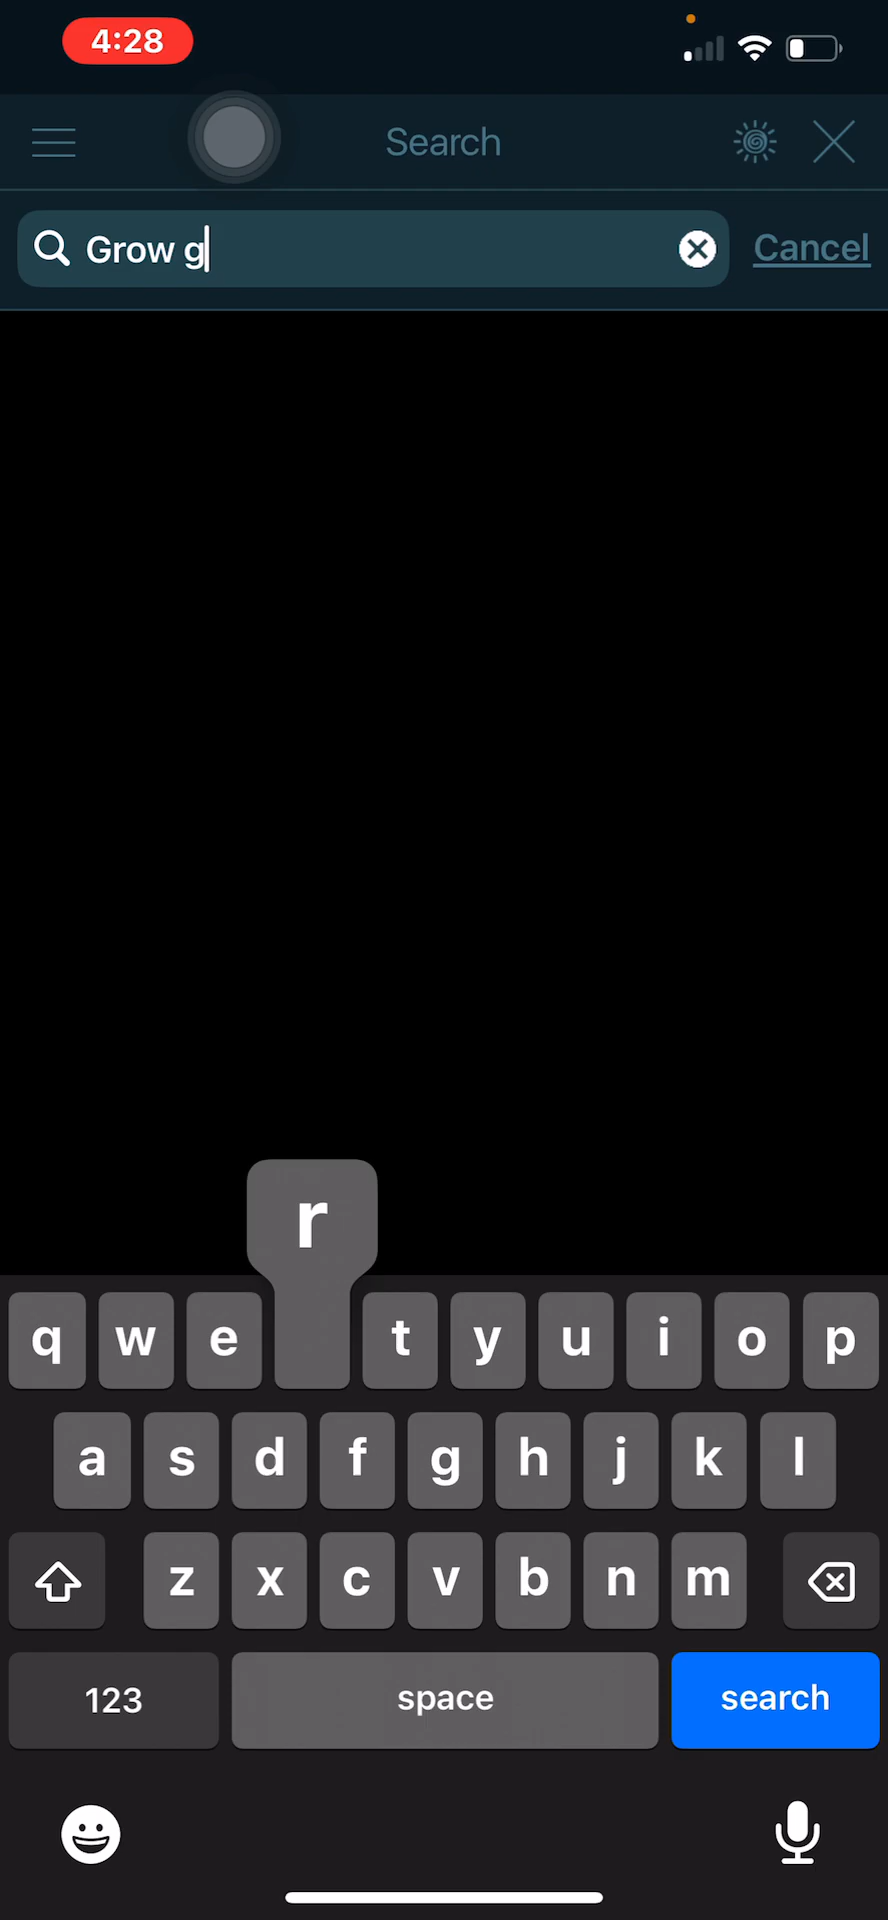 4:28
Search
Grow g
Cancel
r
q w e t y u i o p
a s d f g h j k l
z x c v b n m
123 space search